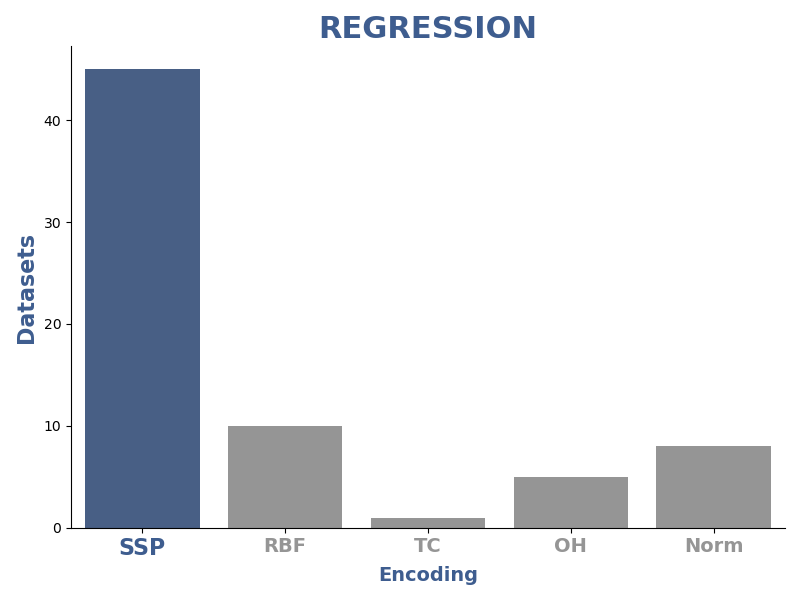 REGRESSION
Datasets
40
30
20
10
0
SSP RBF TC OH Norm
Encoding